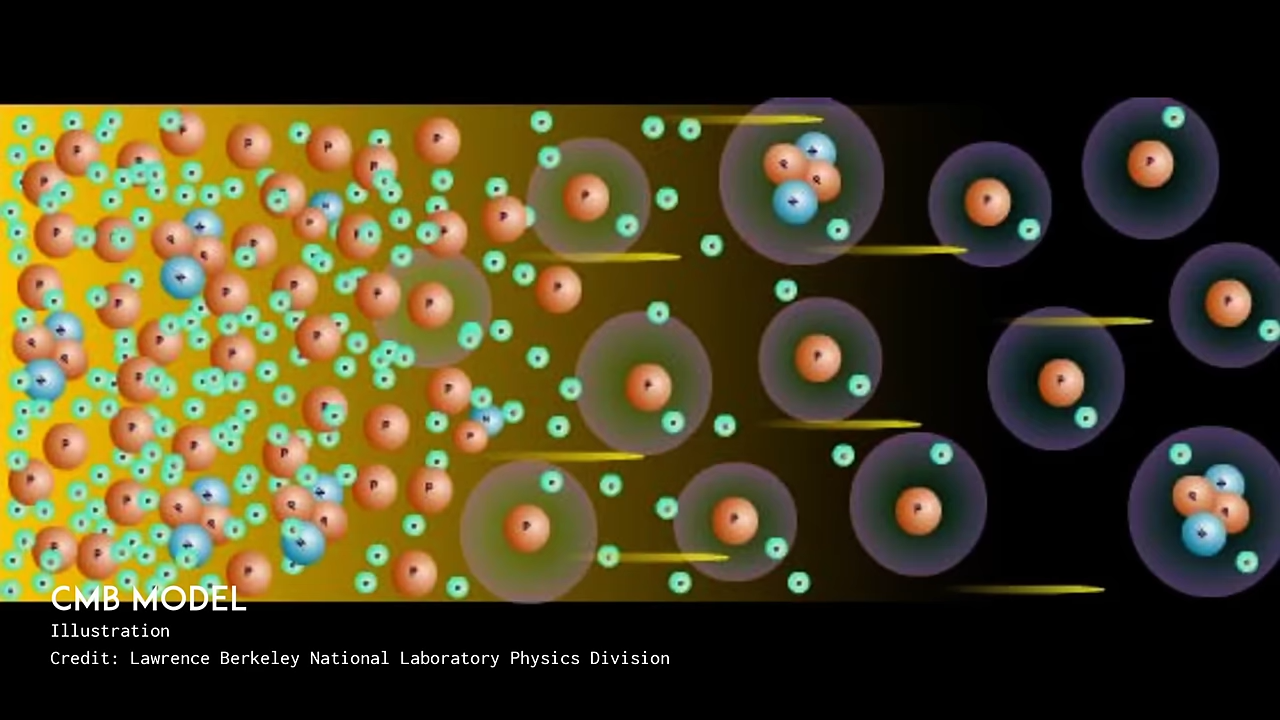 CMB MODEL
Illustration
Credit: Lawrence Berkeley National Laboratory Physics Division